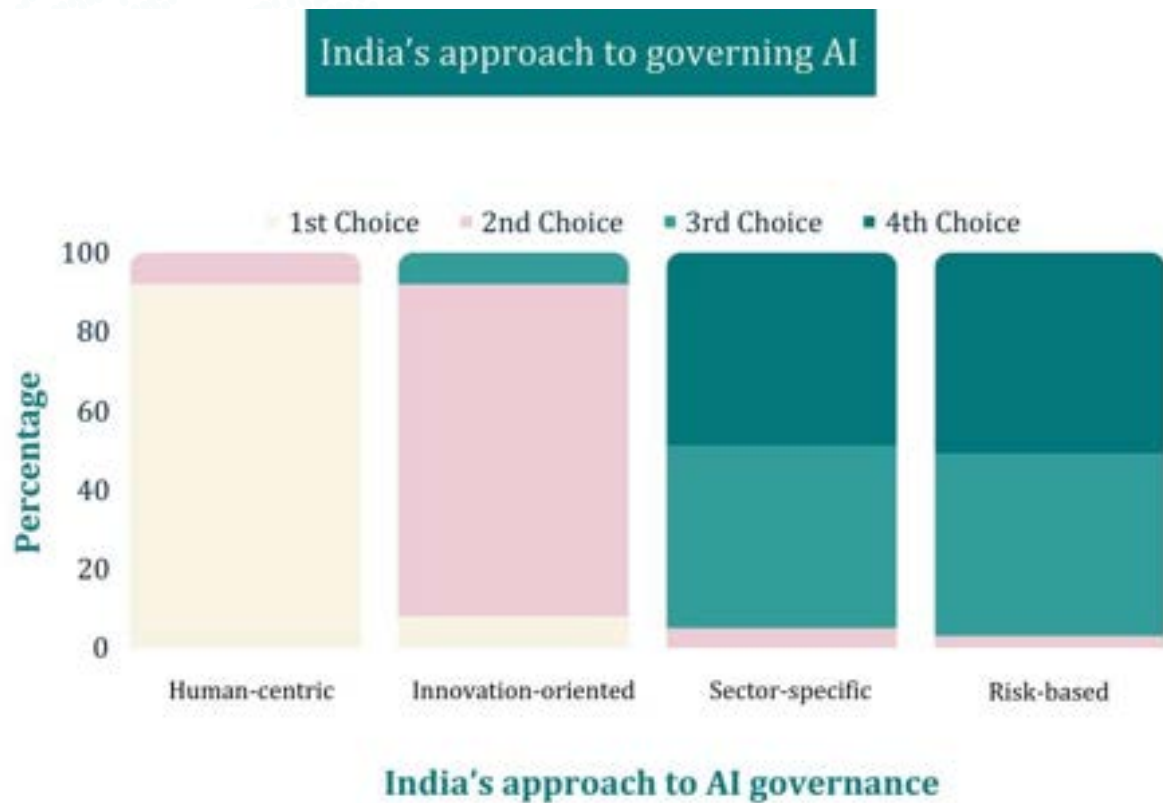 India's approach to governing AI
1st Choice 2nd Choice 3rd Choice 4th Choice
100
80
60
40
20
0
Percentage
Human-centric Innovation-oriented Sector-specific Risk-based
India's approach to AI governance